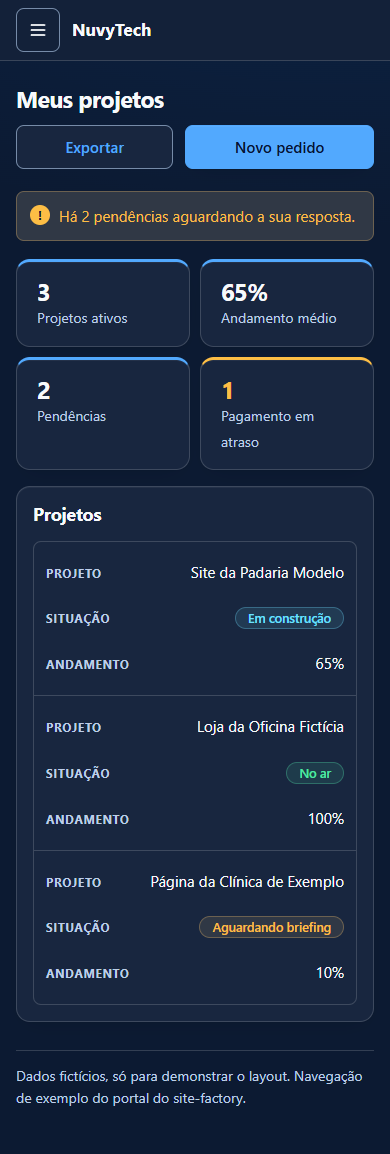 NuvyTech
Meus projetos
Exportar
Novo pedido
! Há 2 pendências aguardando a sua resposta.
3
Projetos ativos
65%
Andamento médio
2
Pendências
1
Pagamento em
atraso
Projetos
PROJETO Site da Padaria Modelo
SITUAÇÃO Em construção
ANDAMENTO 65%
PROJETO Loja da Oficina Fictícia
SITUAÇÃO No ar
ANDAMENTO 100%
PROJETO Página da Clínica de Exemplo
SITUAÇÃO Aguardando briefing
ANDAMENTO 10%
Dados fictícios, só para demonstrar o layout. Navegação
de exemplo do portal do site-factory.